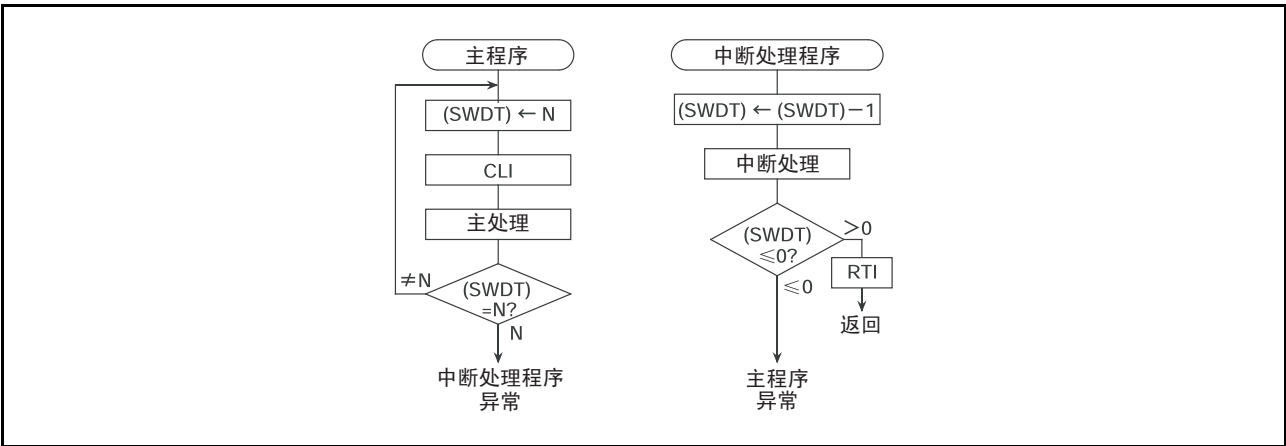 主程序
(SWDT) ← N
CLI
主处理
≠N
(SWDT)
=N?
N
中断处理程序
异常
中断处理程序
(SWDT) ← (SWDT)－1
中断处理
(SWDT)
≤0?
>0
RTI
≤0
返回
主程序
异常